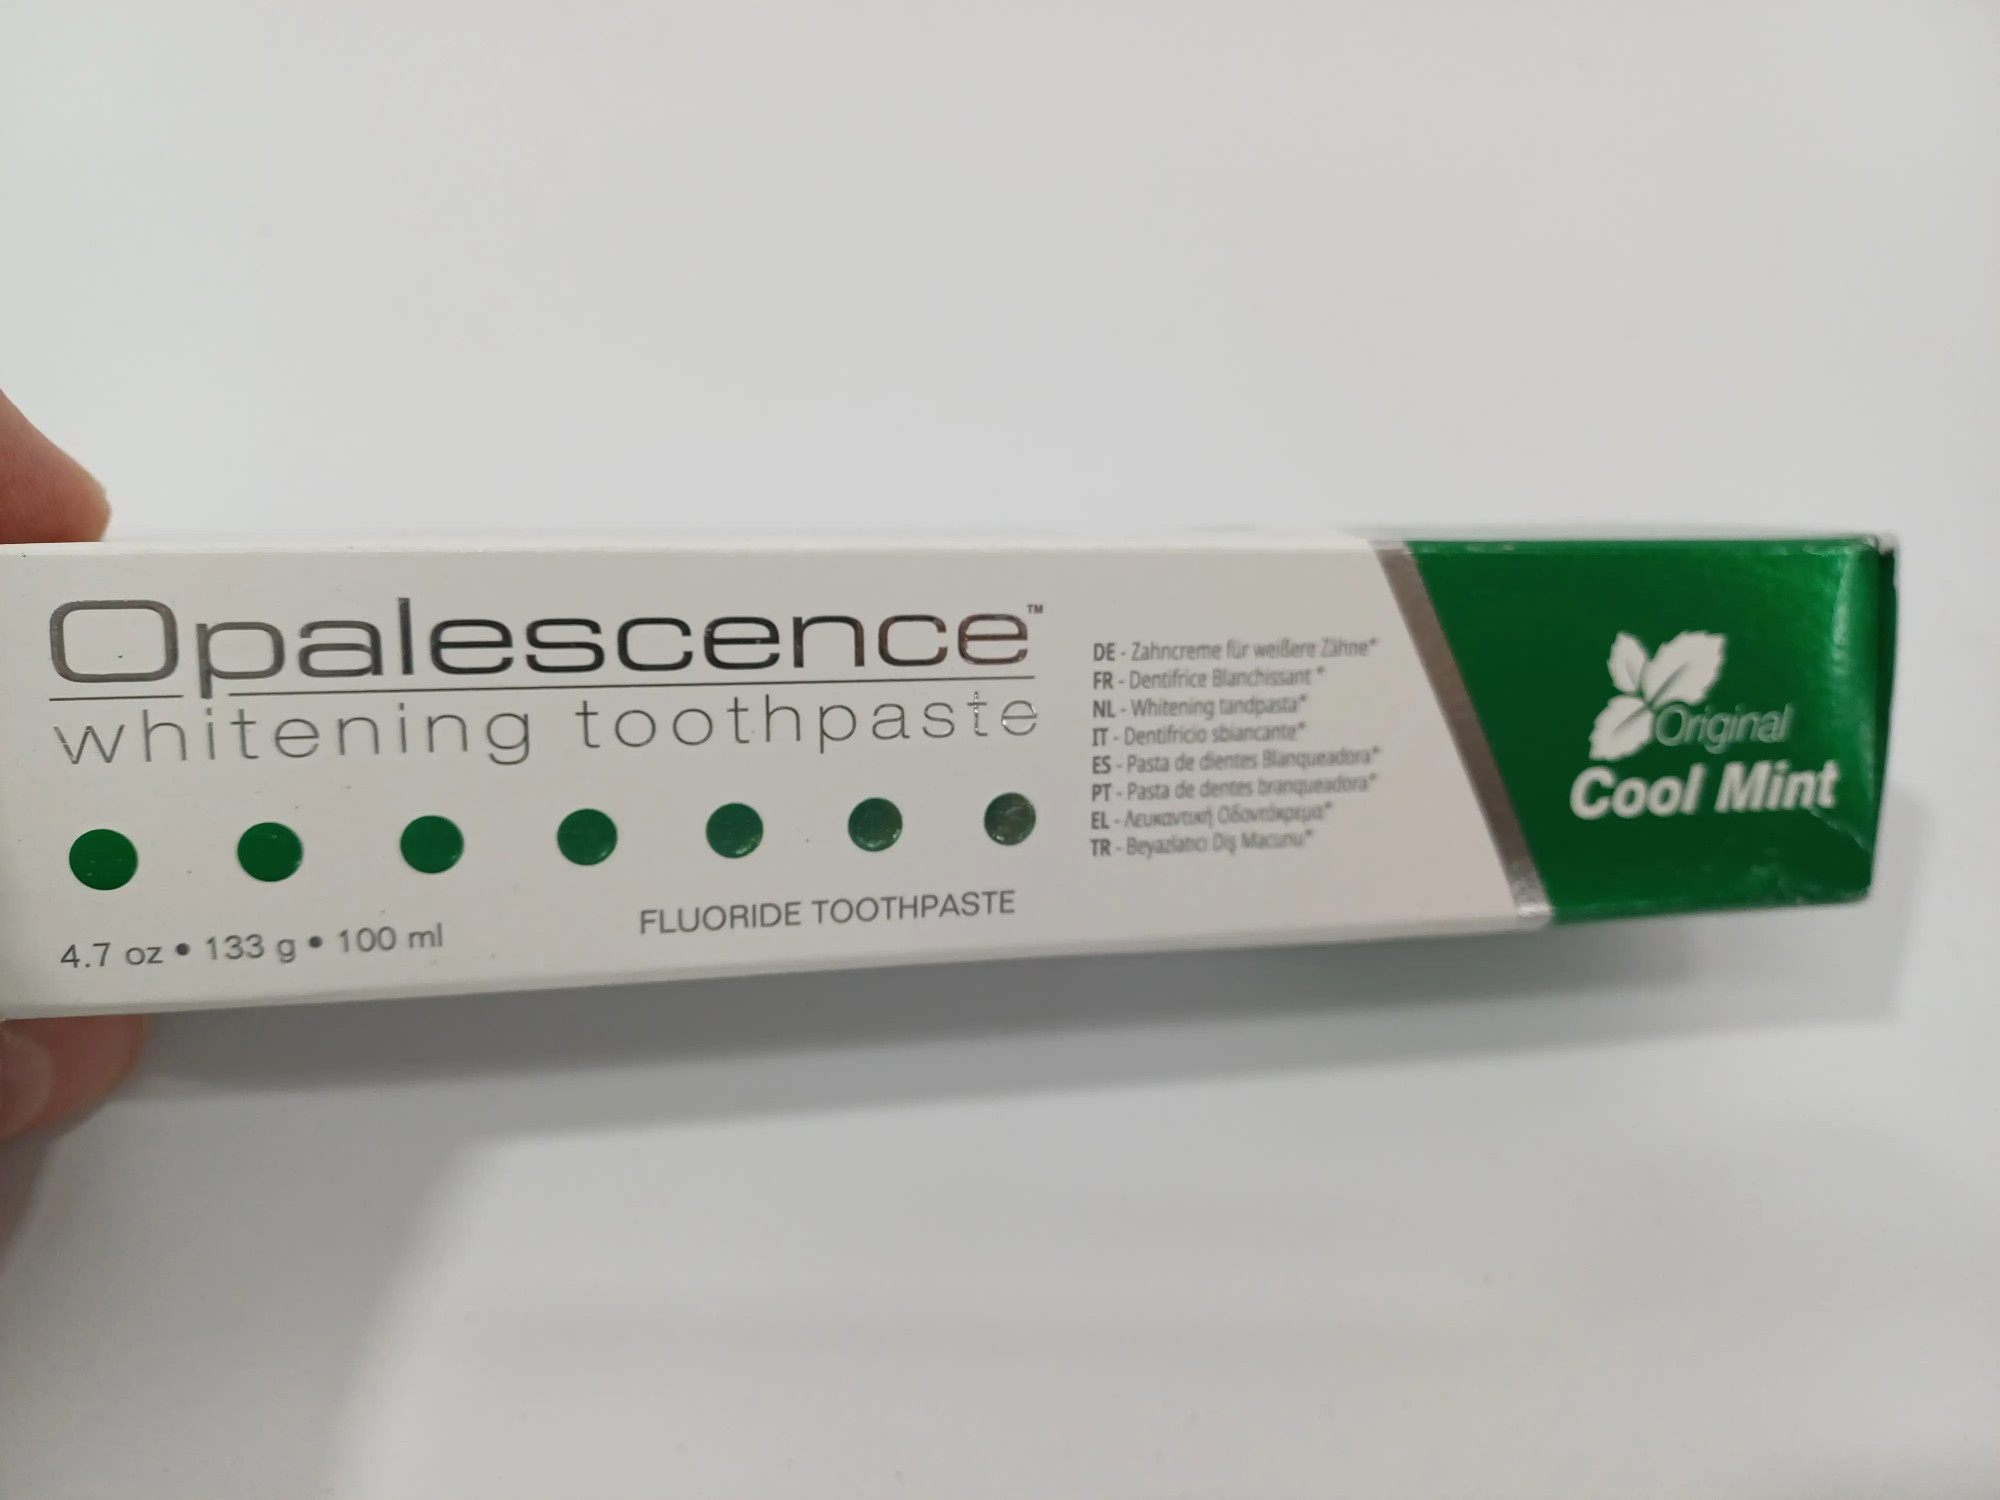 Opalescence™
whitening toothpaste
4.7 oz • 133 g • 100 ml
FLUORIDE TOOTHPASTE
DE - Zahncreme für weißere Zähne*
FR - Dentifrice Blanchissant *
NL - Whitening tandpasta*
IT - Dentifricio sbiancante*
ES - Pasta de dientes Blanqueadora*
PT - Pasta de dentes branqueadora*
EL - Λευκαντική Οδοντόκρεμα*
TR - Beyazlatıcı Diş Macunu*
Original
Cool Mint